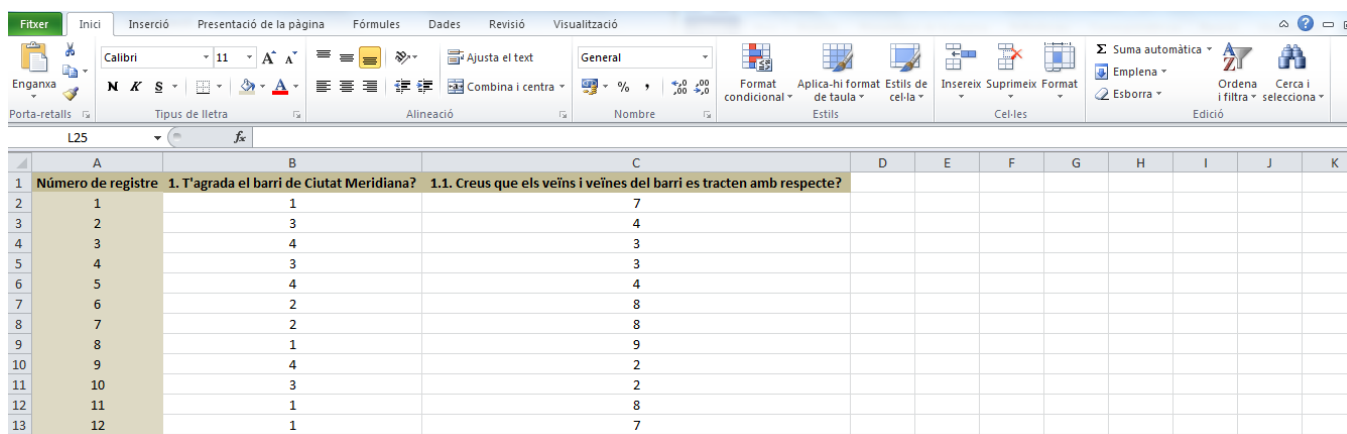 Fitxer Inici Inserció Presentació de la pàgina Fórmules Dades Revisió Visualització
Calibri 11 A A Ajusta el text General Σ Suma automàtica
Enganxa Emplena
N K S A Combina i centra % , ,00 Format condicional Aplica-hi format de taula Estils de cel·la Insereix Suprimeix Format Esborra Ordena i filtra Cerca i selecciona
Porta-retalls Tipus de lletra Alineació Nombre Estils Cel·les Edició
L25 fx
A B C D E F G H I J K
1 Número de registre 1. T'agrada el barri de Ciutat Meridiana? 1.1. Creus que els veïns i veïnes del barri es tracten amb respecte?
2 1 1 7
3 2 3 4
4 3 4 3
5 4 3 3
6 5 4 4
7 6 2 8
8 7 2 8
9 8 1 9
10 9 4 2
11 10 3 2
12 11 1 8
13 12 1 7